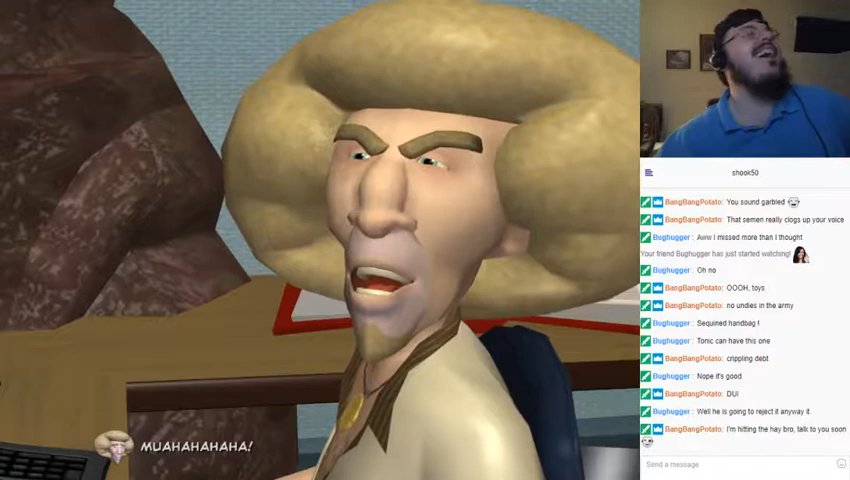 MUAHAHAHAHA!
shook50
BangBangPotato: You sound garbled
BangBangPotato: That semen really clogs up your voice
Bughugger: Aww I missed more than I thought
Your friend Bughugger has just started watching!
Bughugger: Oh no
BangBangPotato: OOOH, toys
BangBangPotato: no undies in the army
Bughugger: Sequined handbag !
Bughugger: Tonic can have this one
BangBangPotato: crippling debt
Bughugger: Nope it's good
BangBangPotato: DUI
Bughugger: Well he is going to reject it anyway it.
BangBangPotato: I'm hitting the hay bro, talk to you soon
Send a message